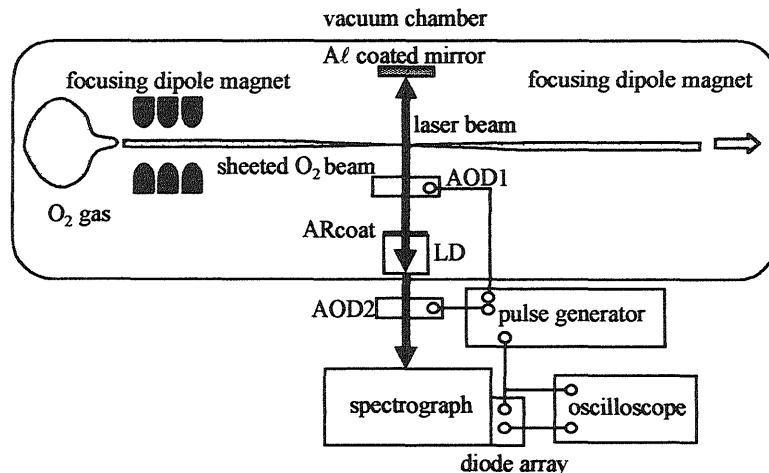 vacuum chamber
Aℓ coated mirror
focusing dipole magnet
focusing dipole magnet
laser beam
sheeted O₂ beam
AOD1
O₂ gas
ARcoat
LD
AOD2
pulse generator
spectrograph
oscilloscope
diode array